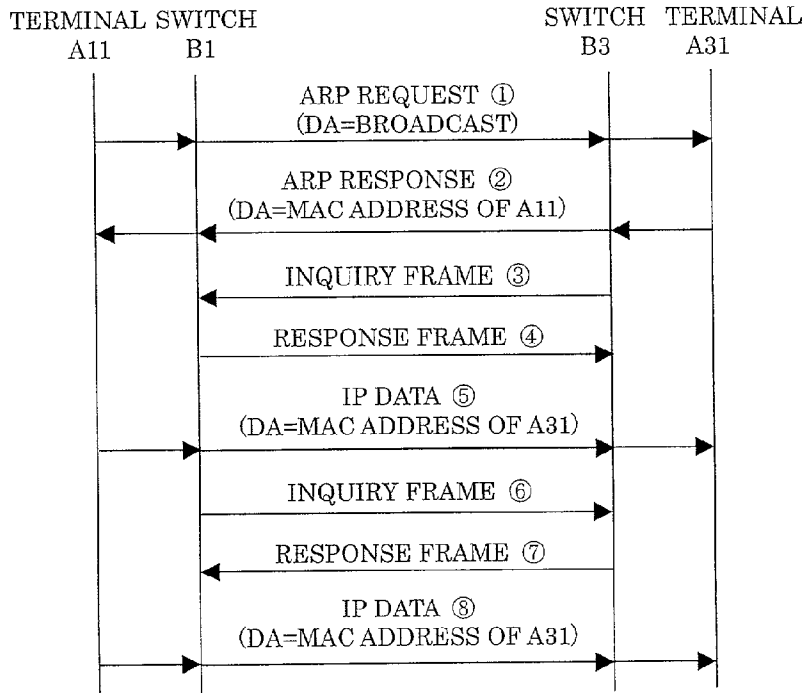 TERMINAL SWITCH SWITCH TERMINAL
A11 B1 B3 A31
ARP REQUEST ①
(DA=BROADCAST)
ARP RESPONSE ②
(DA=MAC ADDRESS OF A11)
INQUIRY FRAME ③
RESPONSE FRAME ④
IP DATA ⑤
(DA=MAC ADDRESS OF A31)
INQUIRY FRAME ⑥
RESPONSE FRAME ⑦
IP DATA ⑧
(DA=MAC ADDRESS OF A31)